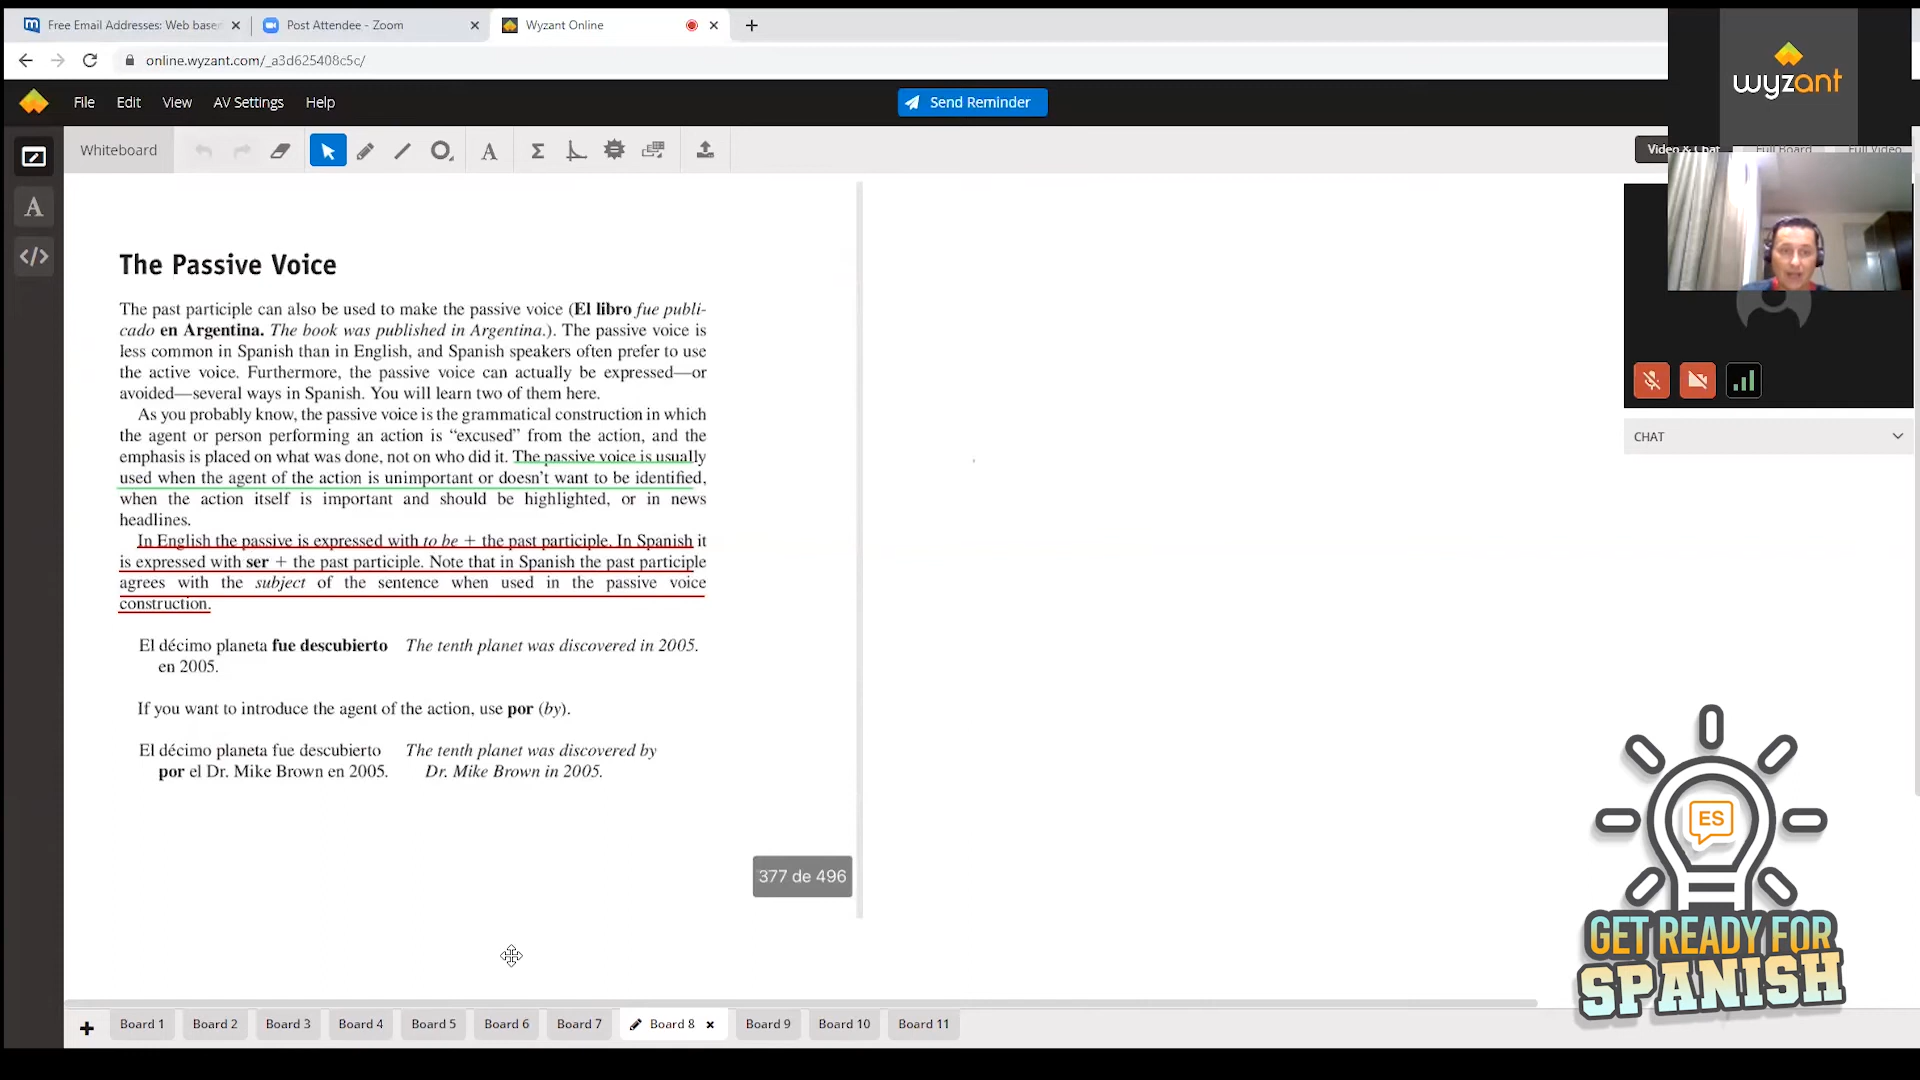 Free Email Addresses: Web base
Post Attendee - Zoom
Wyzant Online
online.wyzant.com/_a3d625408c5c/
wyzant
File Edit View AV Settings Help
Send Reminder
Whiteboard
Video & Chat Full Board Full Video
The Passive Voice
The past participle can also be used to make the passive voice (El libro fue publi-
cado en Argentina. The book was published in Argentina.). The passive voice is
less common in Spanish than in English, and Spanish speakers often prefer to use
the active voice. Furthermore, the passive voice can actually be expressed—or
avoided—several ways in Spanish. You will learn two of them here.
As you probably know, the passive voice is the grammatical construction in which
the agent or person performing an action is “excused” from the action, and the
emphasis is placed on what was done, not on who did it. The passive voice is usually
used when the agent of the action is unimportant or doesn’t want to be identified,
when the action itself is important and should be highlighted, or in news
headlines.
In English the passive is expressed with to be + the past participle. In Spanish it
is expressed with ser + the past participle. Note that in Spanish the past participle
agrees with the subject of the sentence when used in the passive voice
construction.
El décimo planeta fue descubierto The tenth planet was discovered in 2005.
en 2005.
If you want to introduce the agent of the action, use por (by).
El décimo planeta fue descubierto The tenth planet was discovered by
por el Dr. Mike Brown en 2005. Dr. Mike Brown in 2005.
377 de 496
CHAT
ES
GET READY FOR
SPANISH
Board 1 Board 2 Board 3 Board 4 Board 5 Board 6 Board 7 Board 8 Board 9 Board 10 Board 11